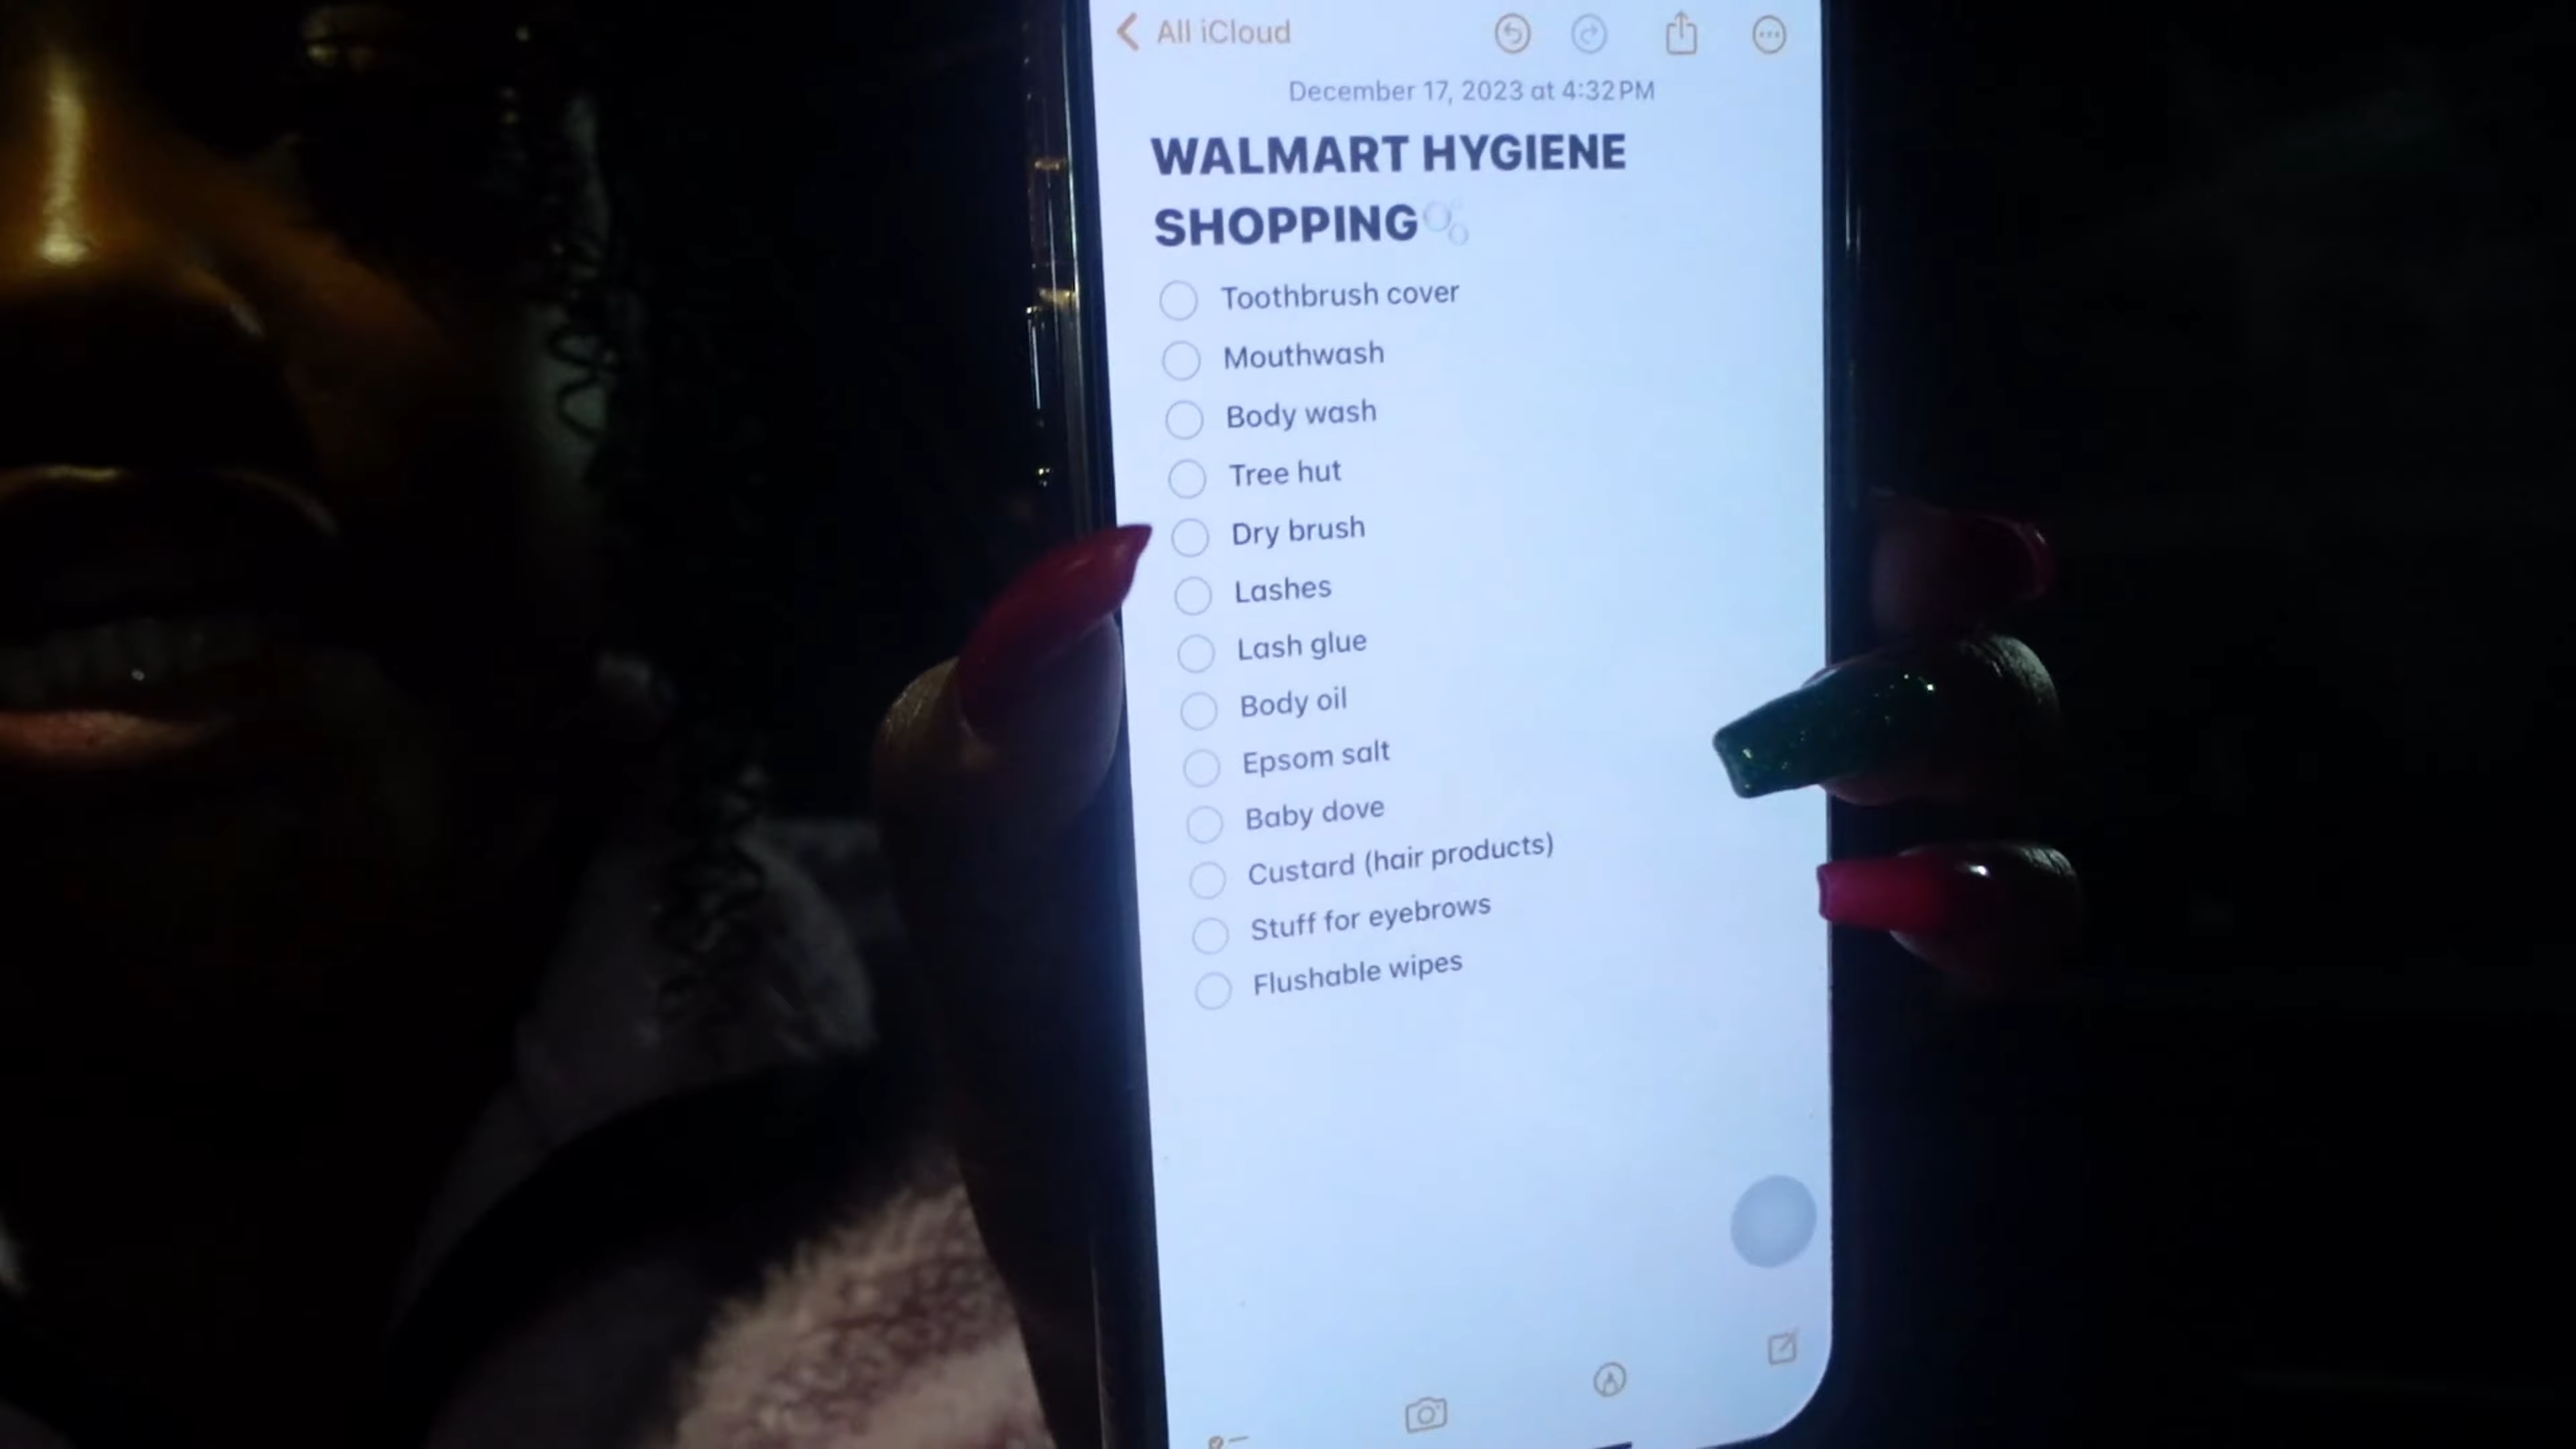 All iCloud
December 17, 2023 at 4:32 PM
WALMART HYGIENE
SHOPPING🫧
Toothbrush cover
Mouthwash
Body wash
Tree hut
Dry brush
Lashes
Lash glue
Body oil
Epsom salt
Baby dove
Custard (hair products)
Stuff for eyebrows
Flushable wipes